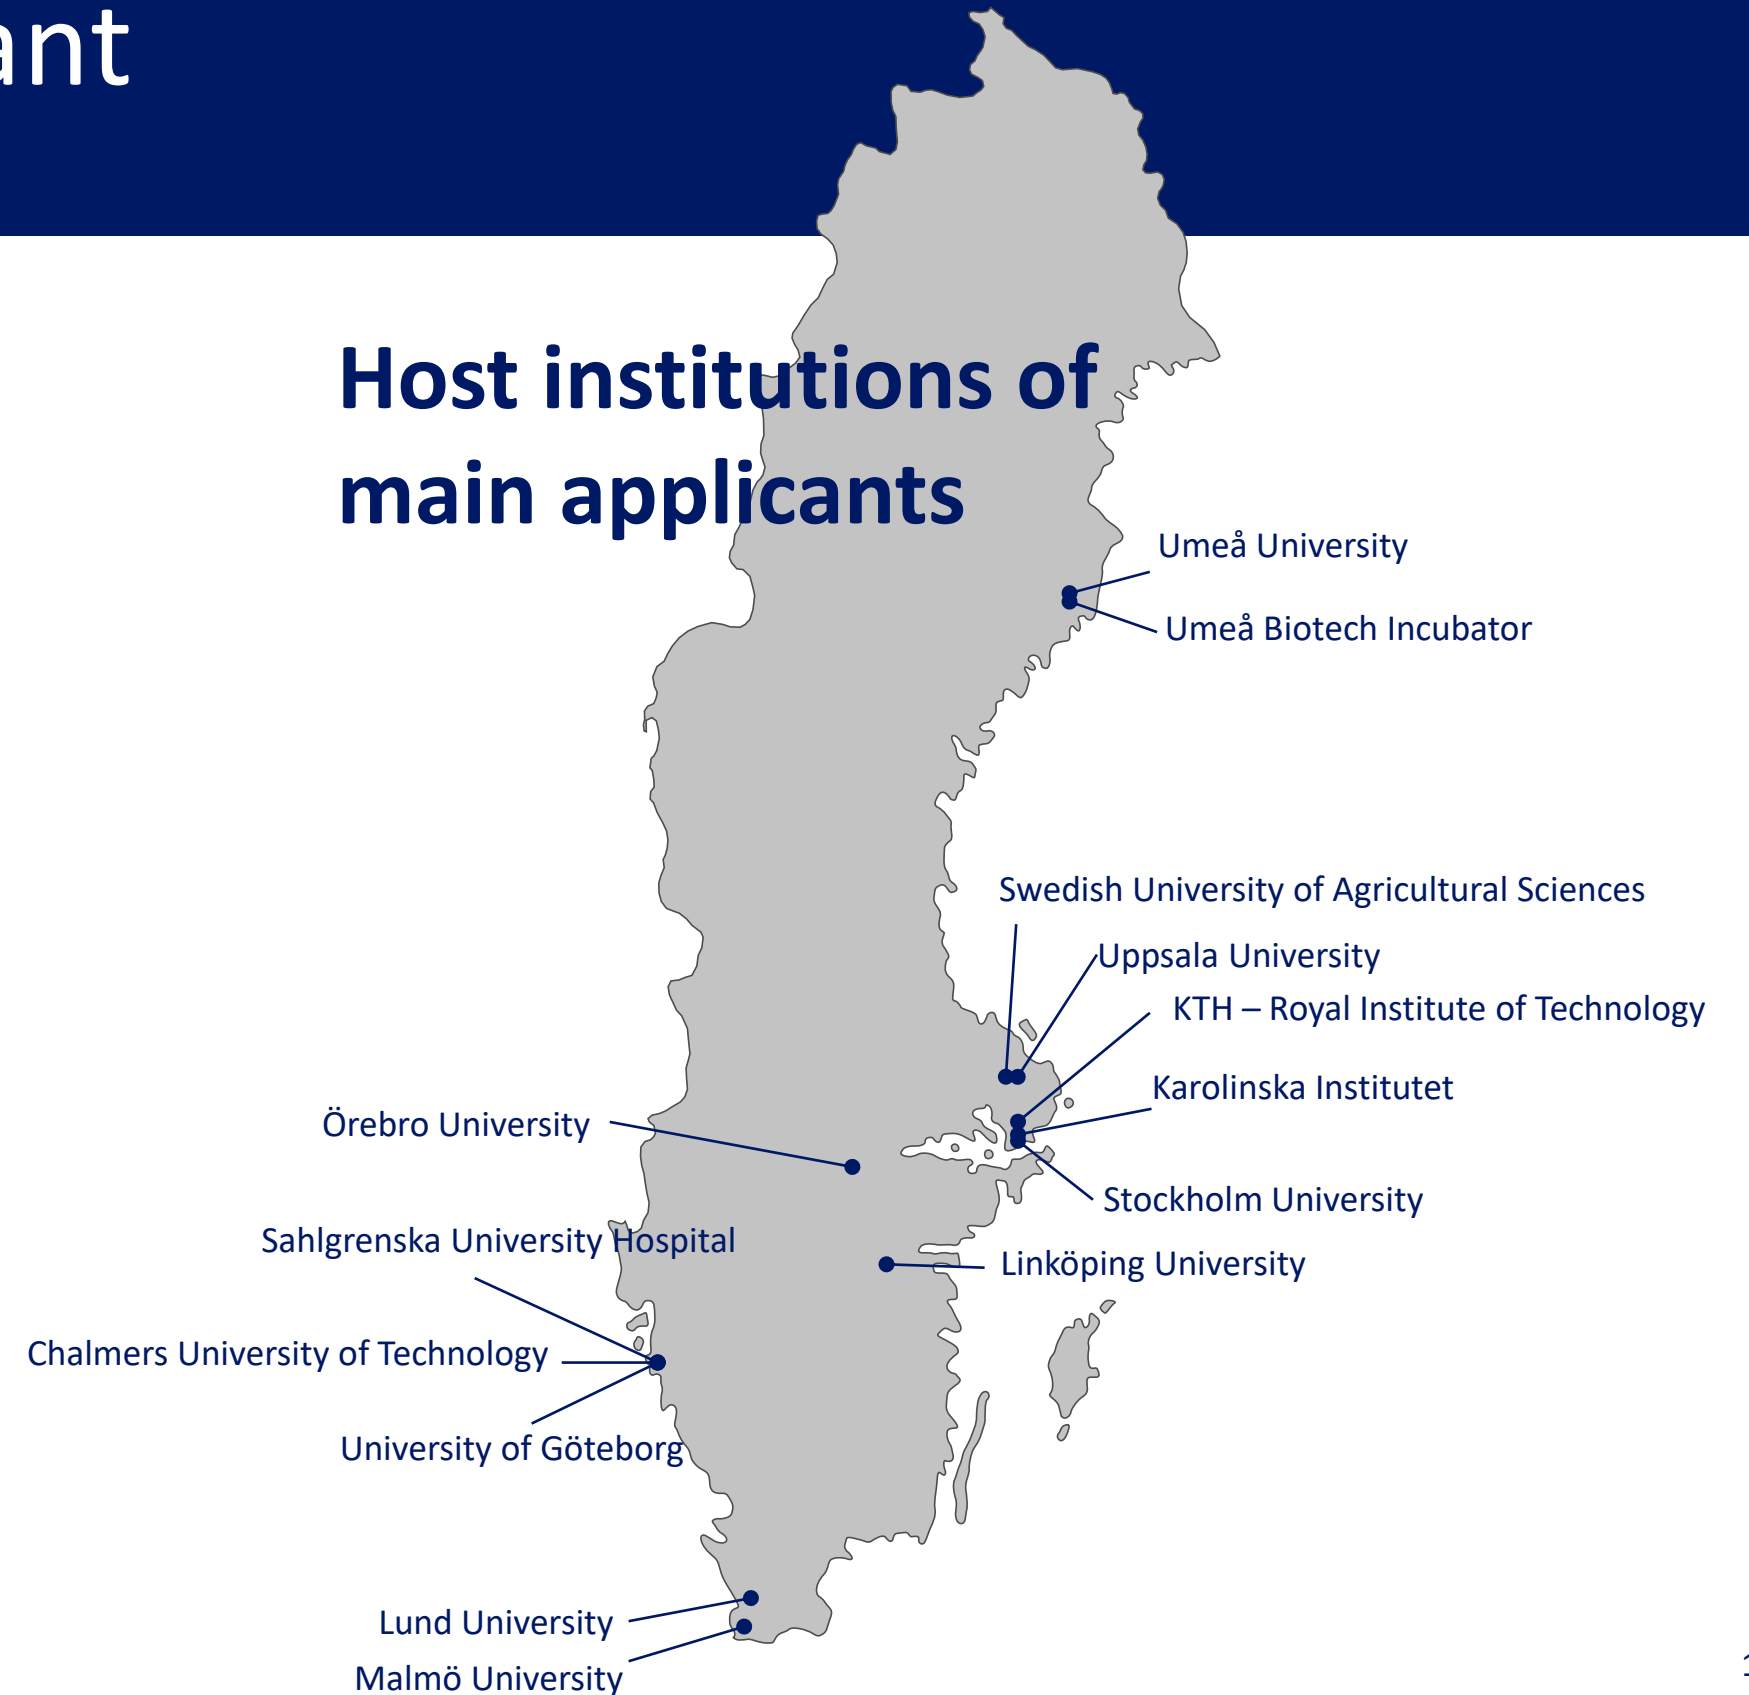 Host institutions of
main applicants
Umeå University
Umeå Biotech Incubator
Swedish University of Agricultural Sciences
Uppsala University
KTH – Royal Institute of Technology
Karolinska Institutet
Örebro University
Stockholm University
Sahlgrenska University Hospital
Linköping University
Chalmers University of Technology
University of Göteborg
Lund University
Malmö University